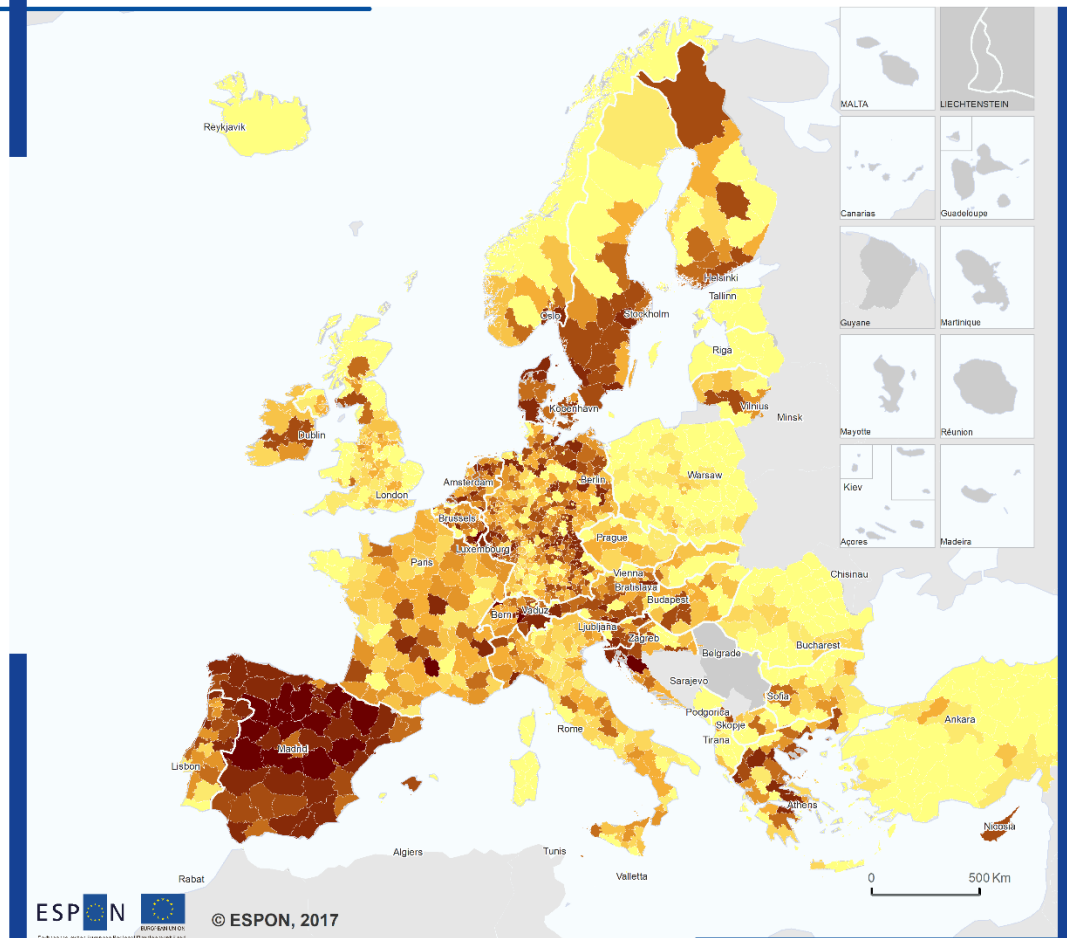 MALTA
LIECHTENSTEIN
Reykjavik
Canarias
Guadeloupe
Helsinki
Tallinn
Oslo
Stockholm
Guyane
Martinique
Riga
Vilnius
København
Minsk
Mayotte
Réunion
Dublin
Amsterdam
Berlin
Warsaw
London
Kiev
Brussels
Açores
Madeira
Prague
Luxembourg
Paris
Chisinau
Vienna
Bratislava
Budapest
Bern
Vaduz
Ljubljana
Zagreb
Bucharest
Belgrade
Sarajevo
Sofia
Podgorica
Skopje
Ankara
Rome
Tirana
Madrid
Lisbon
Athens
Nicosia
Algiers
Tunis
Rabat
Valletta
0 500 Km
ESPON
EUROPEAN UNION
© ESPON, 2017